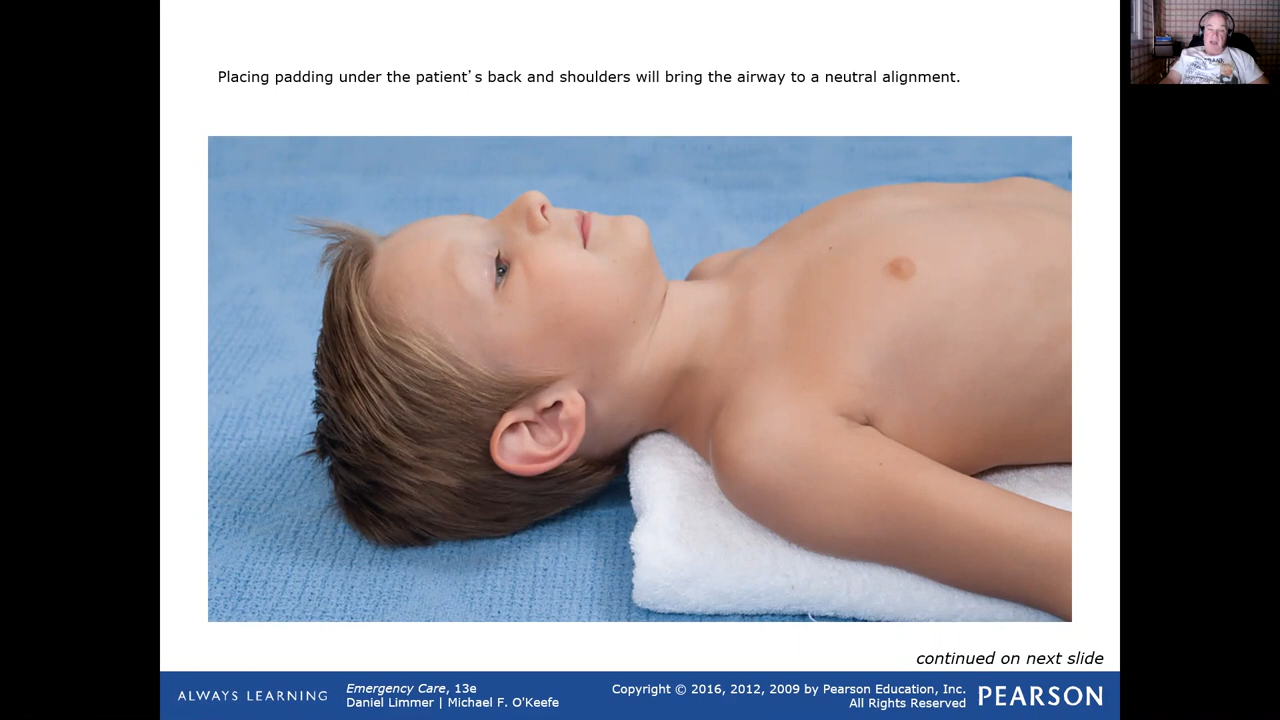 Placing padding under the patient's back and shoulders will bring the airway to a neutral alignment.
continued on next slide
ALWAYS LEARNING
Emergency Care, 13e
Daniel Limmer | Michael F. O'Keefe
Copyright © 2016, 2012, 2009 by Pearson Education, Inc.
All Rights Reserved
PEARSON